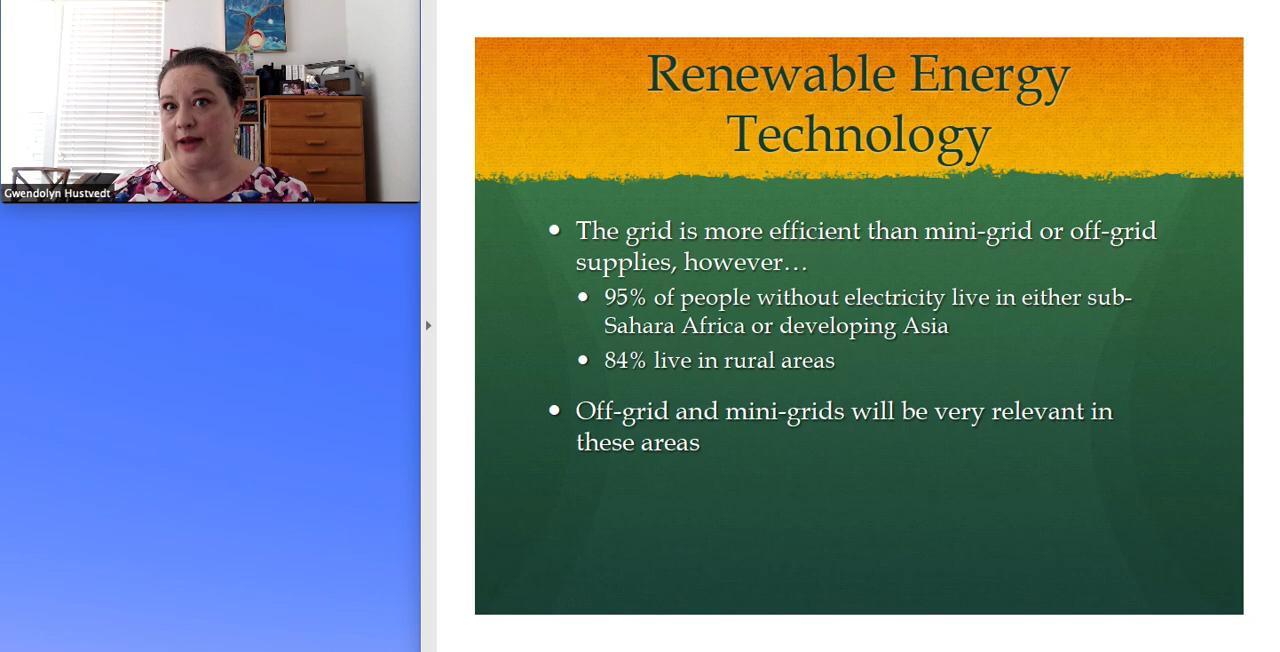 Gwendolyn Hustvedt
Renewable Energy
Technology
The grid is more efficient than mini-grid or off-grid
supplies, however…
95% of people without electricity live in either sub-
Sahara Africa or developing Asia
84% live in rural areas
Off-grid and mini-grids will be very relevant in
these areas